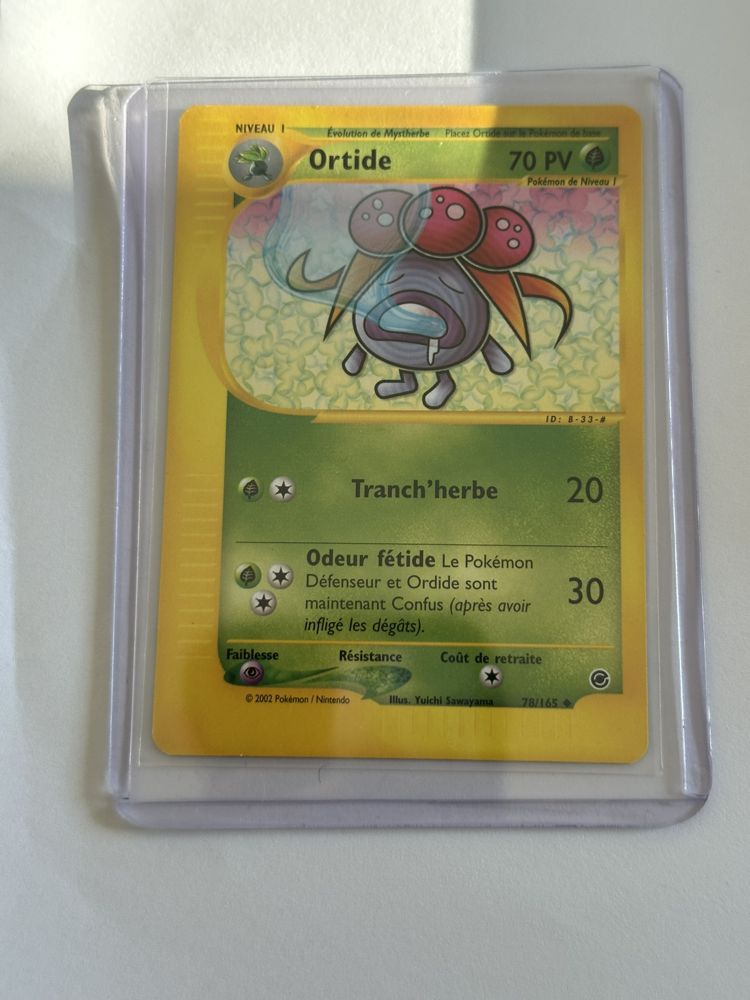 NIVEAU 1
Évolution de Mystherbe Placez Ortide sur le Pokémon de base
Ortide 70 PV
Pokémon de Niveau 1
ID: B-33-#
Tranch'herbe 20
Odeur fétide Le Pokémon
Défenseur et Ordide sont
maintenant Confus (après avoir
infligé les dégâts).
30
Faiblesse Résistance Coût de retraite
© 2002 Pokémon / Nintendo Illus. Yuichi Sawayama 78/165